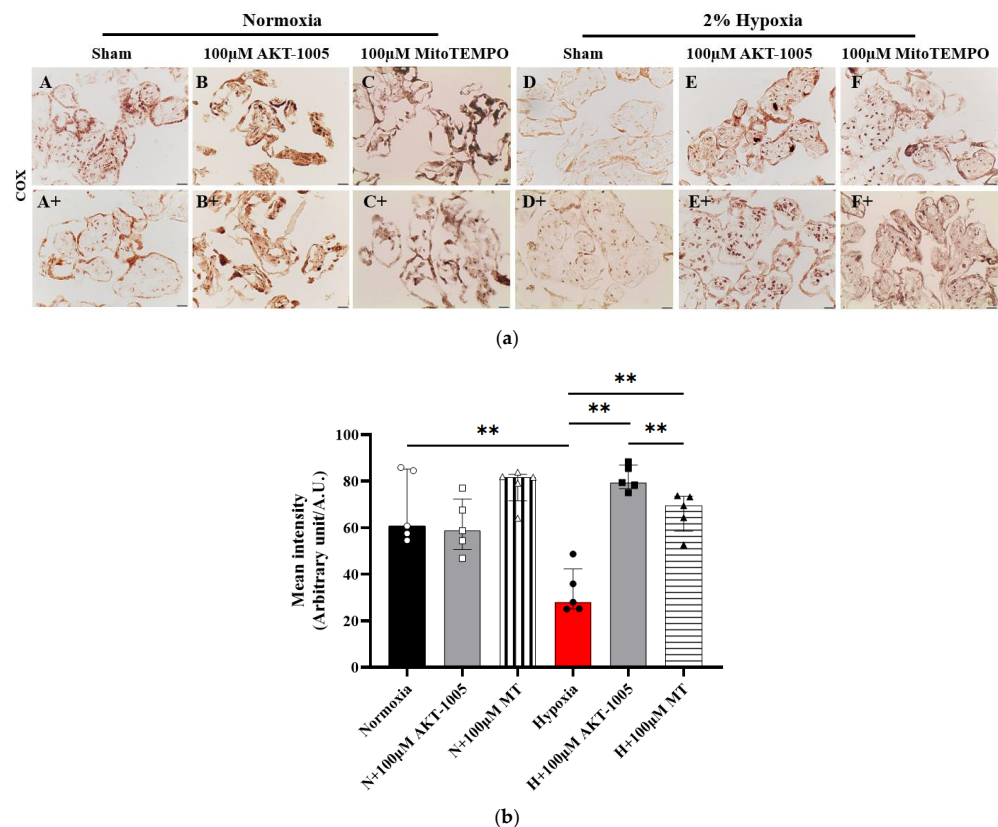 Normoxia 2% Hypoxia
Sham 100µM AKT-1005 100µM MitoTEMPO Sham 100µM AKT-1005 100µM MitoTEMPO
A B C D E F
COX
A+ B+ C+ D+ E+ F+
(a)
**
** **
**
100
80
60
40
20
0
Mean intensity
(Arbitrary unit/A.U.)
Normoxia
N+100µM AKT-1005
N+100µM MT
Hypoxia
H+100µM AKT-1005
H+100µM MT
(b)